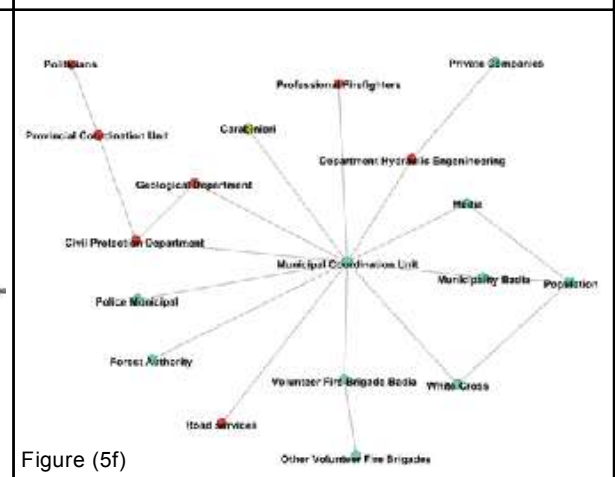 Politicians
Private Companies
Professional Firefighters
Carabinieri
Provincial Coordination Unit
Department Hydraulic Engenineering
Geological Department
Media
Civil Protection Department
Municipal Coordination Unit
Municipality Badia
Population
Police Municipal
Forest Authority
Volunteer Fire Brigade Badia
White Cross
Road services
Other Volunteer Fire Brigades
Figure (5f)